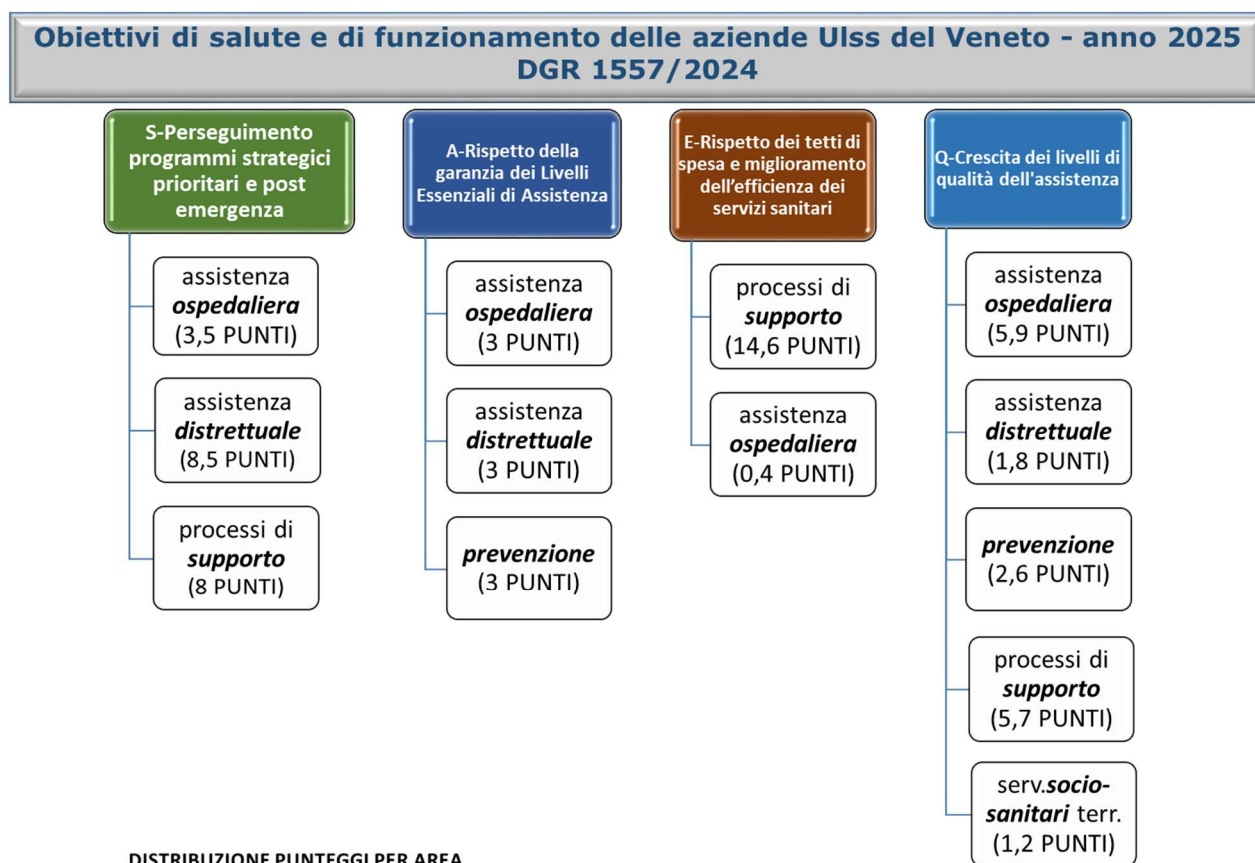 Obiettivi di salute e di funzionamento delle aziende Ulss del Veneto - anno 2025
DGR 1557/2024
S-Perseguimento
programmi strategici
prioritari e post
emergenza
assistenza
ospedaliera
(3,5 PUNTI)
assistenza
distrettuale
(8,5 PUNTI)
processi di
supporto
(8 PUNTI)
A-Rispetto della
garanzia dei Livelli
Essenziali di Assistenza
assistenza
ospedaliera
(3 PUNTI)
assistenza
distrettuale
(3 PUNTI)
prevenzione
(3 PUNTI)
E-Rispetto dei tetti di
spesa e miglioramento
dell’efficienza dei
servizi sanitari
processi di
supporto
(14,6 PUNTI)
assistenza
ospedaliera
(0,4 PUNTI)
Q-Crescita dei livelli di
qualità dell'assistenza
assistenza
ospedaliera
(5,9 PUNTI)
assistenza
distrettuale
(1,8 PUNTI)
prevenzione
(2,6 PUNTI)
processi di
supporto
(5,7 PUNTI)
serv.socio-
sanitari terr.
(1,2 PUNTI)
DISTRIBUZIONE PUNTEGGI PER AREA